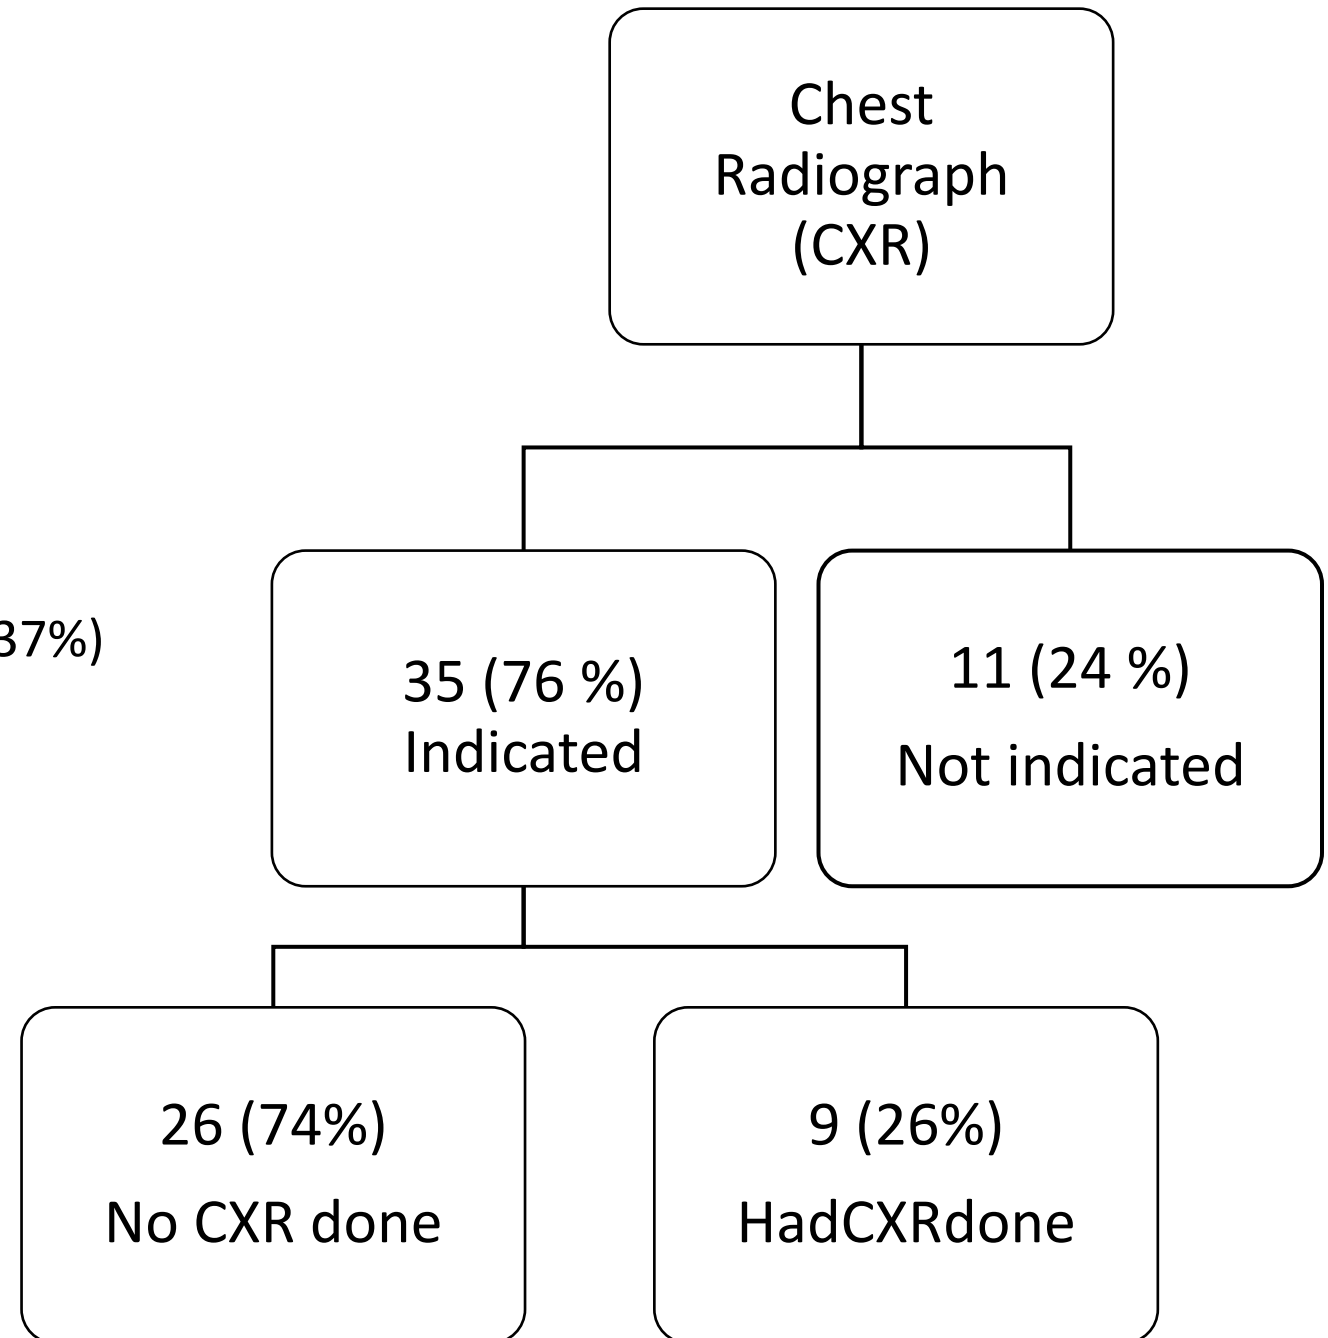 Chest
Radiograph
(CXR)
37%)
35 (76 %)
Indicated
11 (24 %)
Not indicated
26 (74%)
No CXR done
9 (26%)
HadCXRdone